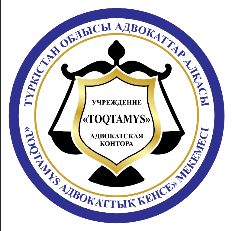 ТҮРКІСТАН ОБЛЫСЫ АДВОКАТТАР АЛҚАСЫ
УЧРЕЖДЕНИЕ
«TOQTAMYS»
АДВОКАТСКАЯ
КОНТОРА
«TOQTAMYS АДВОКАТТЫҚ КЕҢСЕ» МЕКЕМЕСІ